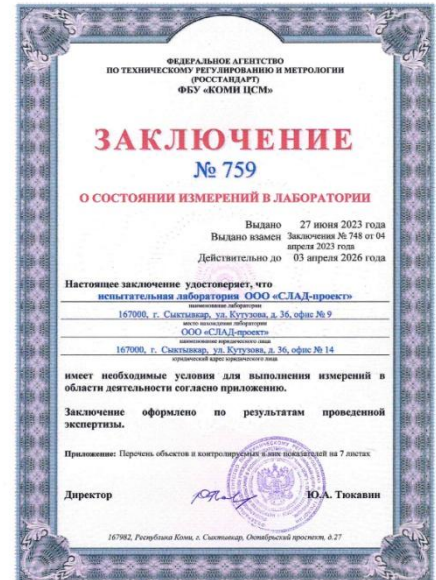 ФЕДЕРАЛЬНОЕ АГЕНТСТВО
ПО ТЕХНИЧЕСКОМУ РЕГУЛИРОВАНИЮ И МЕТРОЛОГИИ
(РОССТАНДАРТ)
ФБУ «КОМИ ЦСМ»
ЗАКЛЮЧЕНИЕ
№ 759
О СОСТОЯНИИ ИЗМЕРЕНИЙ В ЛАБОРАТОРИИ
Выдано 27 июня 2023 года
Выдано взамен Заключения № 748 от 04
апреля 2023 года
Действительно до 03 апреля 2026 года
Настоящее заключение удостоверяет, что
испытательная лаборатория ООО «СЛАД-проект»
наименование лаборатории
167000, г. Сыктывкар, ул. Кутузова, д. 36, офис № 9
место нахождения лаборатории
ООО «СЛАД-проект»
наименование юридического лица
167000, г. Сыктывкар, ул. Кутузова, д. 36, офис № 14
юридический адрес юридического лица
имеет необходимые условия для выполнения измерений в
области деятельности согласно приложению.
Заключение оформлено по результатам проведенной
экспертизы.
Приложение: Перечень объектов и контролируемых в них показателей на 7 листах
Директор Ю.А. Тюкавин
167982, Республика Коми, г. Сыктывкар, Октябрьский проспект, д.27